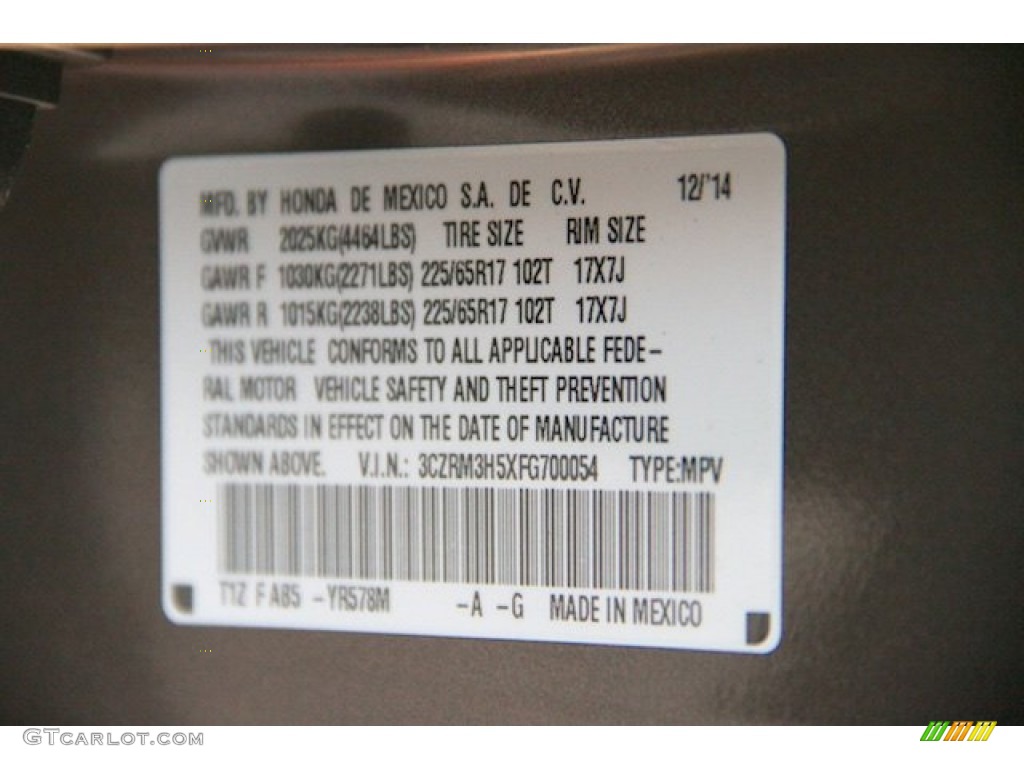 MFD. BY HONDA DE MEXICO S.A. DE C.V. 12/'14
GVWR 2025KG(4464LBS) TIRE SIZE RIM SIZE
GAWR F 1030KG(2271LBS) 225/65R17 102T 17X7J
GAWR R 1015KG(2238LBS) 225/65R17 102T 17X7J
THIS VEHICLE CONFORMS TO ALL APPLICABLE FEDE-
RAL MOTOR VEHICLE SAFETY AND THEFT PREVENTION
STANDARDS IN EFFECT ON THE DATE OF MANUFACTURE
SHOWN ABOVE. V.I.N.: 3CZRM3H5XFG700054 TYPE:MPV
T1Z F AB5 -YR578M -A -G MADE IN MEXICO
GTCARLOT.COM